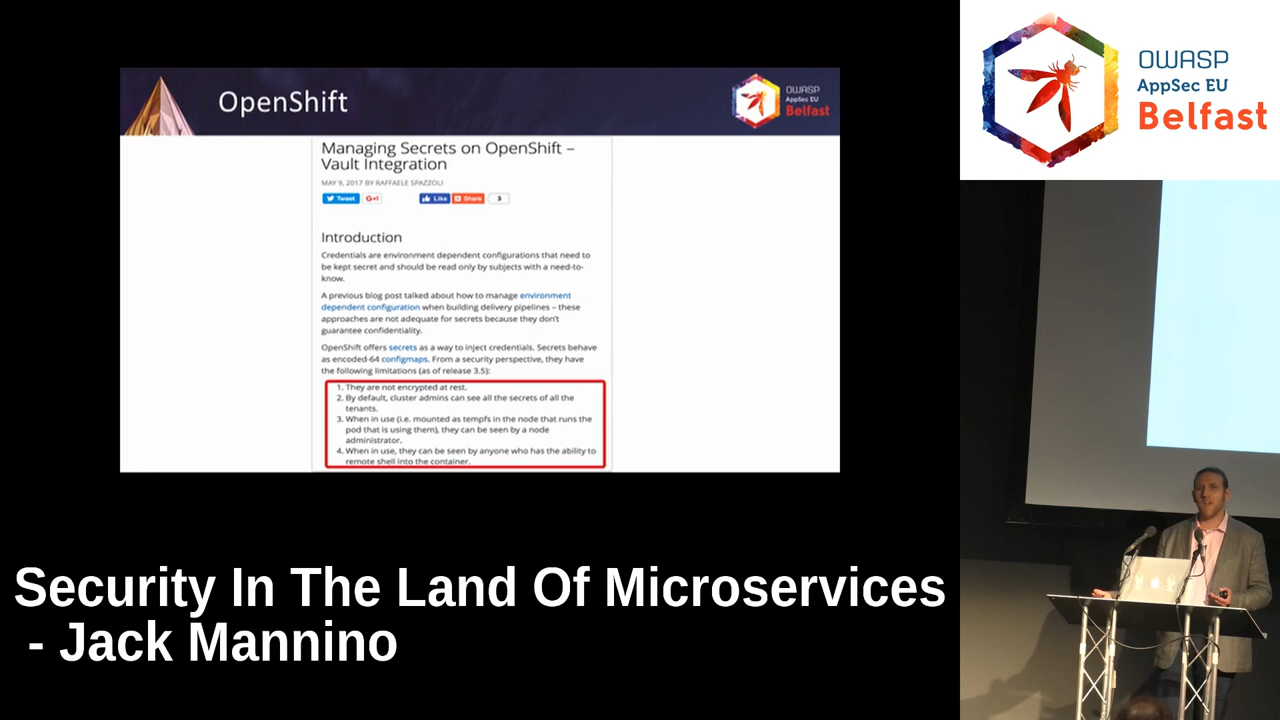 OpenShift
OWASP
AppSec EU
Belfast
Managing Secrets on OpenShift –
Vault Integration
MAY 9, 2017 BY RAFFAELE SPAZZOLI
Tweet
G+1
Like
Share
3
Introduction
Credentials are environment dependent configurations that need to
be kept secret and should be read only by subjects with a need-to-
know.
A previous blog post talked about how to manage environment
dependent configuration when building delivery pipelines – these
approaches are not adequate for secrets because they don't
guarantee confidentiality.
OpenShift offers secrets as a way to inject credentials. Secrets behave
as encoded-64 configmaps. From a security perspective, they have
the following limitations (as of release 3.5):
1. They are not encrypted at rest.
2. By default, cluster admins can see all the secrets of all the
tenants.
3. When in use (i.e. mounted as tempfs in the node that runs the
pod that is using them), they can be seen by a node
administrator.
4. When in use, they can be seen by anyone who has the ability to
remote shell into the container.
OWASP
AppSec EU
Belfast
Security In The Land Of Microservices
- Jack Mannino